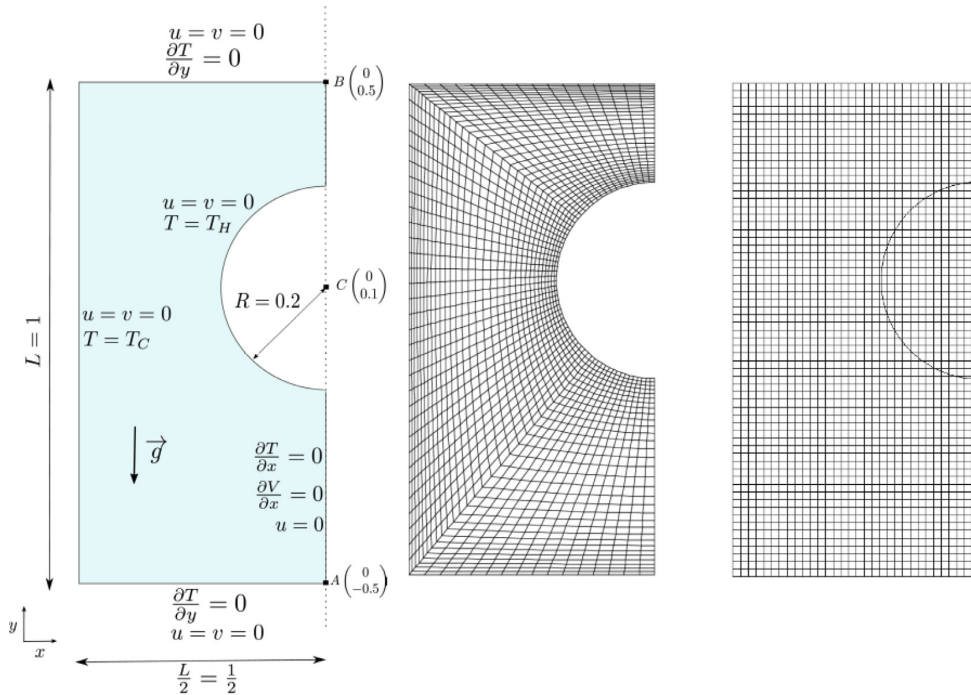 u = v = 0
∂T/∂y = 0
B (0 0.5)
u = v = 0
T = T_H
C (0 0.1)
R = 0.2
u = v = 0
T = T_C
L = 1
g⃗
∂T/∂x = 0
∂V/∂x = 0
u = 0
A (0 −0.5)
∂T/∂y = 0
u = v = 0
y
x
L/2 = 1/2